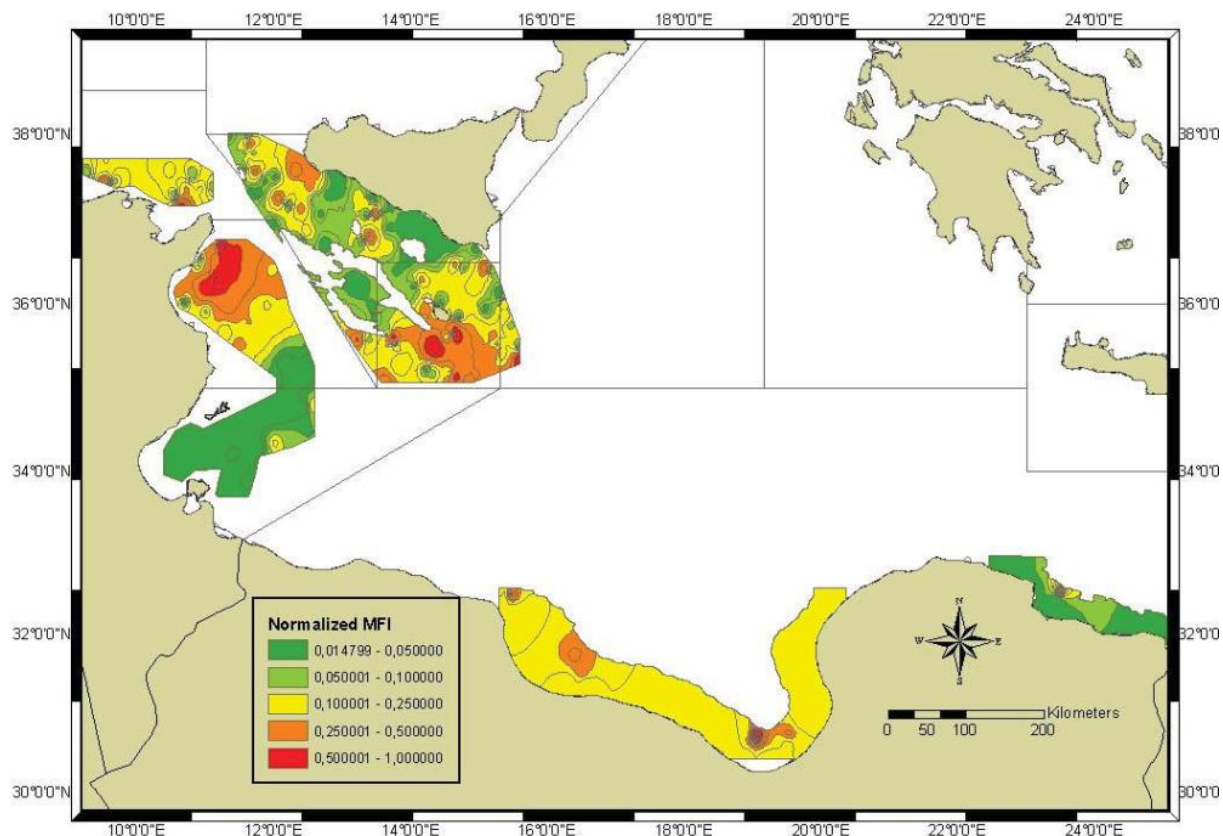 10°0'0"E 12°0'0"E 14°0'0"E 16°0'0"E 18°0'0"E 20°0'0"E 22°0'0"E 24°0'0"E
38°0'0"N 38°0'0"N
36°0'0"N 36°0'0"N
34°0'0"N 34°0'0"N
32°0'0"N 32°0'0"N
30°0'0"N 30°0'0"N
Normalized MFI
0,014799 - 0,050000
0,050001 - 0,100000
0,100001 - 0,250000
0,250001 - 0,500000
0,500001 - 1,000000
N
W E
S
Kilometers
0 50 100 200
10°0'0"E 12°0'0"E 14°0'0"E 16°0'0"E 18°0'0"E 20°0'0"E 22°0'0"E 24°0'0"E